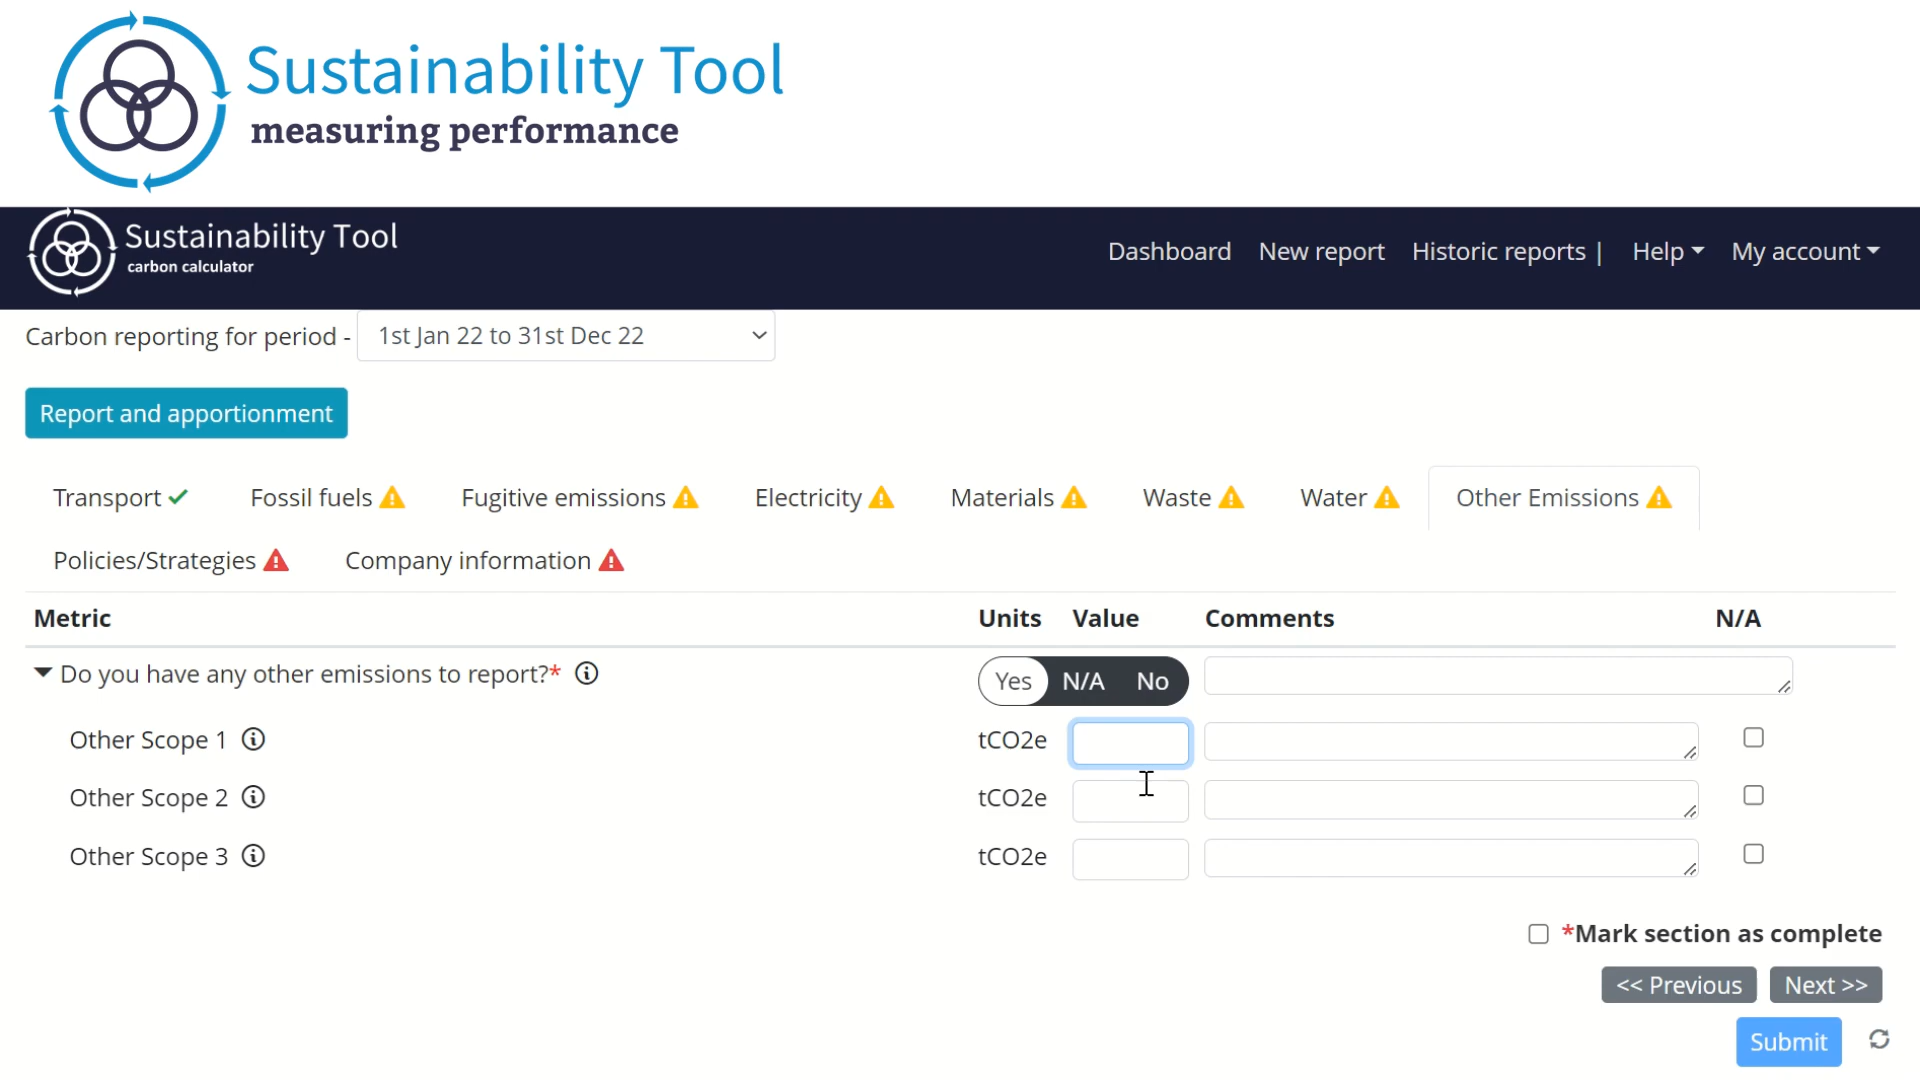 Sustainability Tool
measuring performance
Sustainability Tool
carbon calculator
Dashboard New report Historic reports | Help My account
Carbon reporting for period - 1st Jan 22 to 31st Dec 22
Report and apportionment
Transport Fossil fuels Fugitive emissions Electricity Materials Waste Water Other Emissions
Policies/Strategies Company information
Metric Units Value Comments N/A
Do you have any other emissions to report?* Yes N/A No
Other Scope 1 tCO2e
Other Scope 2 tCO2e
Other Scope 3 tCO2e
*Mark section as complete
<< Previous Next >>
Submit